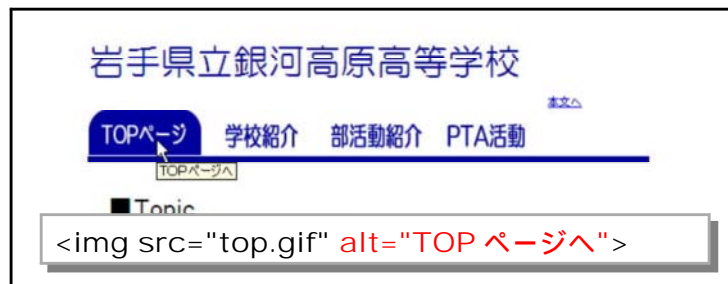 岩手県立銀河高原高等学校
本文へ
TOPページ 学校紹介 部活動紹介 PTA活動
TOPページへ
■Topic
<img src="top.gif" alt="TOP ページへ">